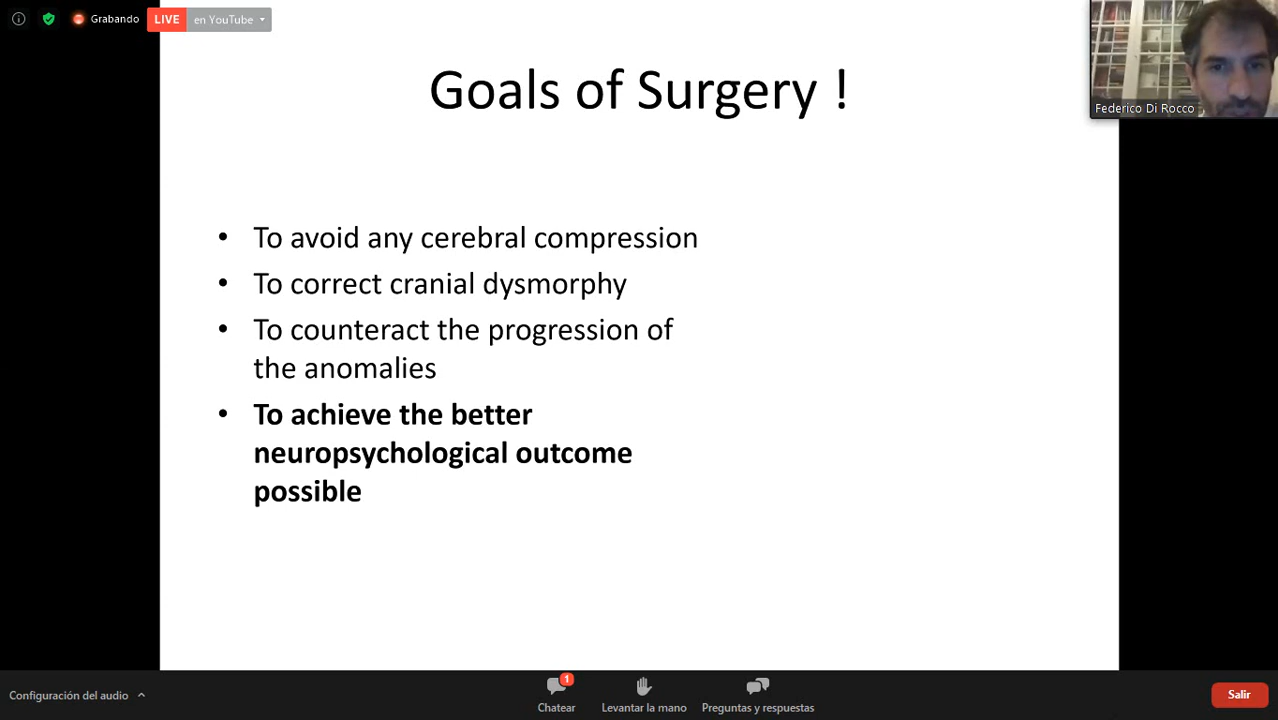 Grabando
LIVE en YouTube
Federico Di Rocco
Goals of Surgery !
• To avoid any cerebral compression
• To correct cranial dysmorphy
• To counteract the progression of
the anomalies
• To achieve the better
neuropsychological outcome
possible
Configuración del audio
1
Chatear
Levantar la mano
Preguntas y respuestas
Salir